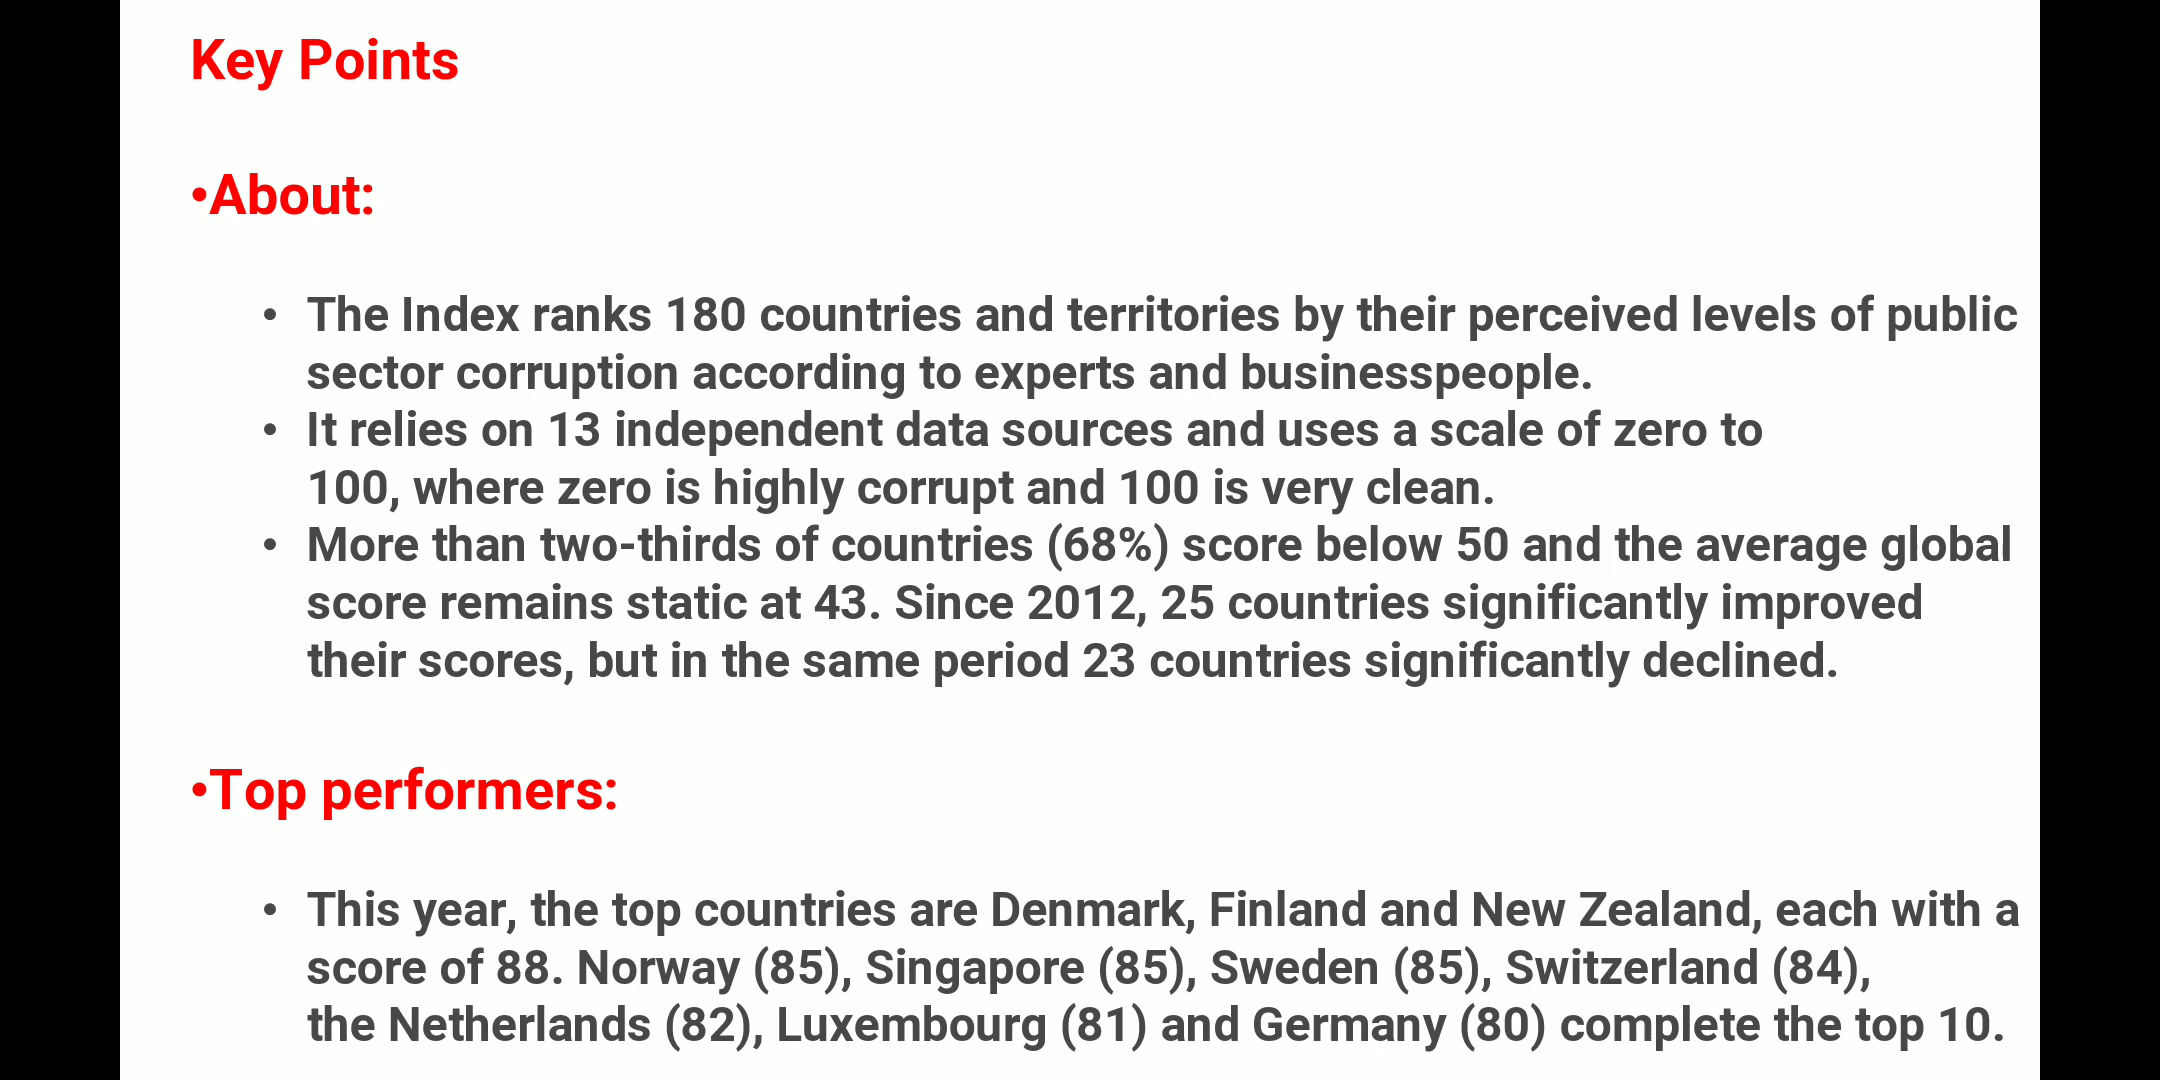 Key Points
•About:
• The Index ranks 180 countries and territories by their perceived levels of public
sector corruption according to experts and businesspeople.
• It relies on 13 independent data sources and uses a scale of zero to
100, where zero is highly corrupt and 100 is very clean.
• More than two-thirds of countries (68%) score below 50 and the average global
score remains static at 43. Since 2012, 25 countries significantly improved
their scores, but in the same period 23 countries significantly declined.
•Top performers:
• This year, the top countries are Denmark, Finland and New Zealand, each with a
score of 88. Norway (85), Singapore (85), Sweden (85), Switzerland (84),
the Netherlands (82), Luxembourg (81) and Germany (80) complete the top 10.